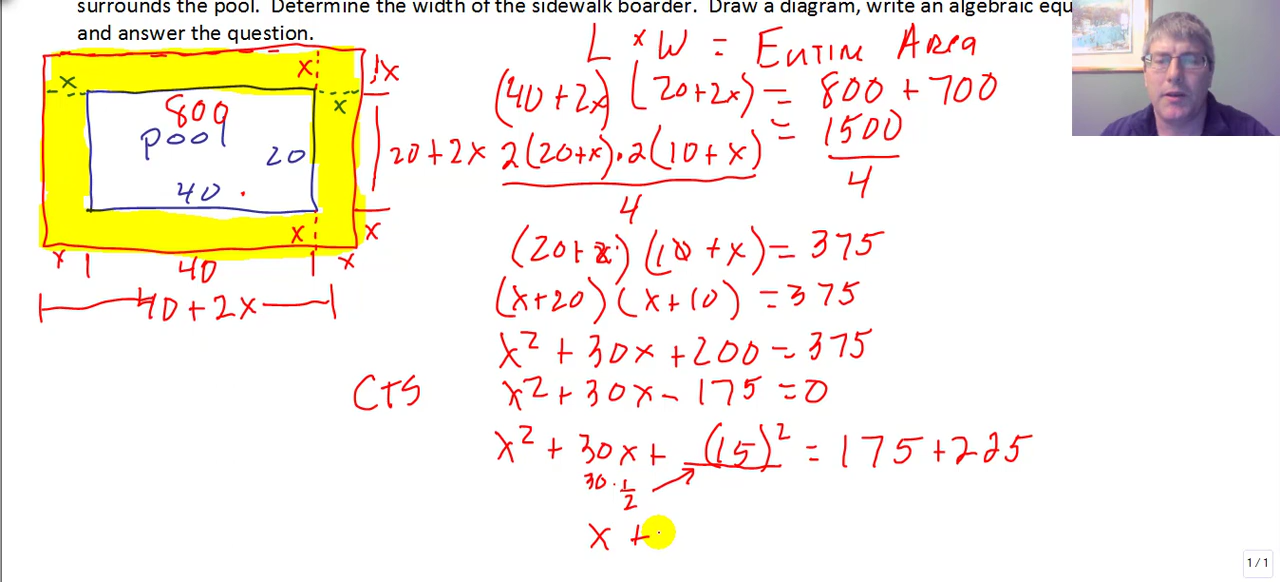 surrounds the pool. Determine the width of the sidewalk boarder. Draw a diagram, write an algebraic equ
and answer the question.
L × W = Entire Area
x x: x
x x
(40+2x) (20+2x) = 800 + 700
800
pool
20
40
20+2x
2(20+x)·2(10+x) = 1500
4 4
x x
x 40 x
(20+x)(10+x) = 375
40+2x
(x+20)(x+10) = 375
x² + 30x + 200 = 375
CTS x² + 30x - 175 = 0
x² + 30x + (15)² = 175+225
30·1/2
x +
1/1